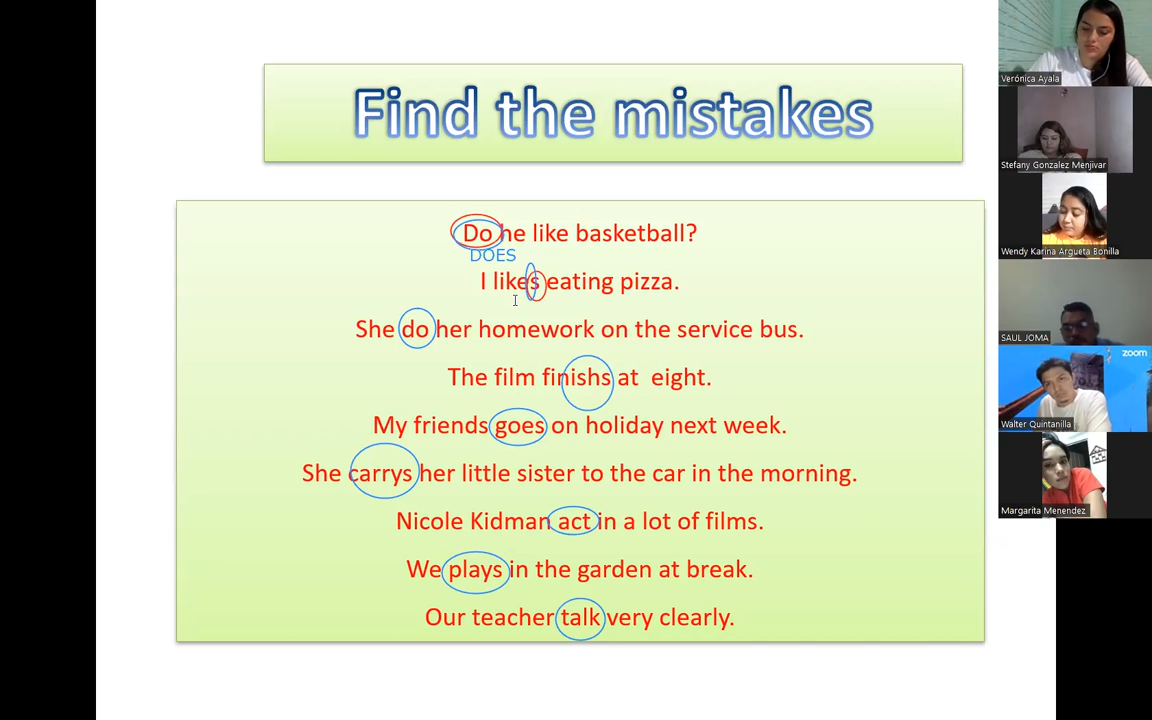 Find the mistakes
Do he like basketball?
DOES
I likes eating pizza.
She do her homework on the service bus.
The film finishs at eight.
My friends goes on holiday next week.
She carrys her little sister to the car in the morning.
Nicole Kidman act in a lot of films.
We plays in the garden at break.
Our teacher talk very clearly.
Verónica Ayala
Stefany Gonzalez Menjivar
Wendy Karina Argueta Bonilla
SAUL JOMA
zoom
Walter Quintanilla
Margarita Menendez